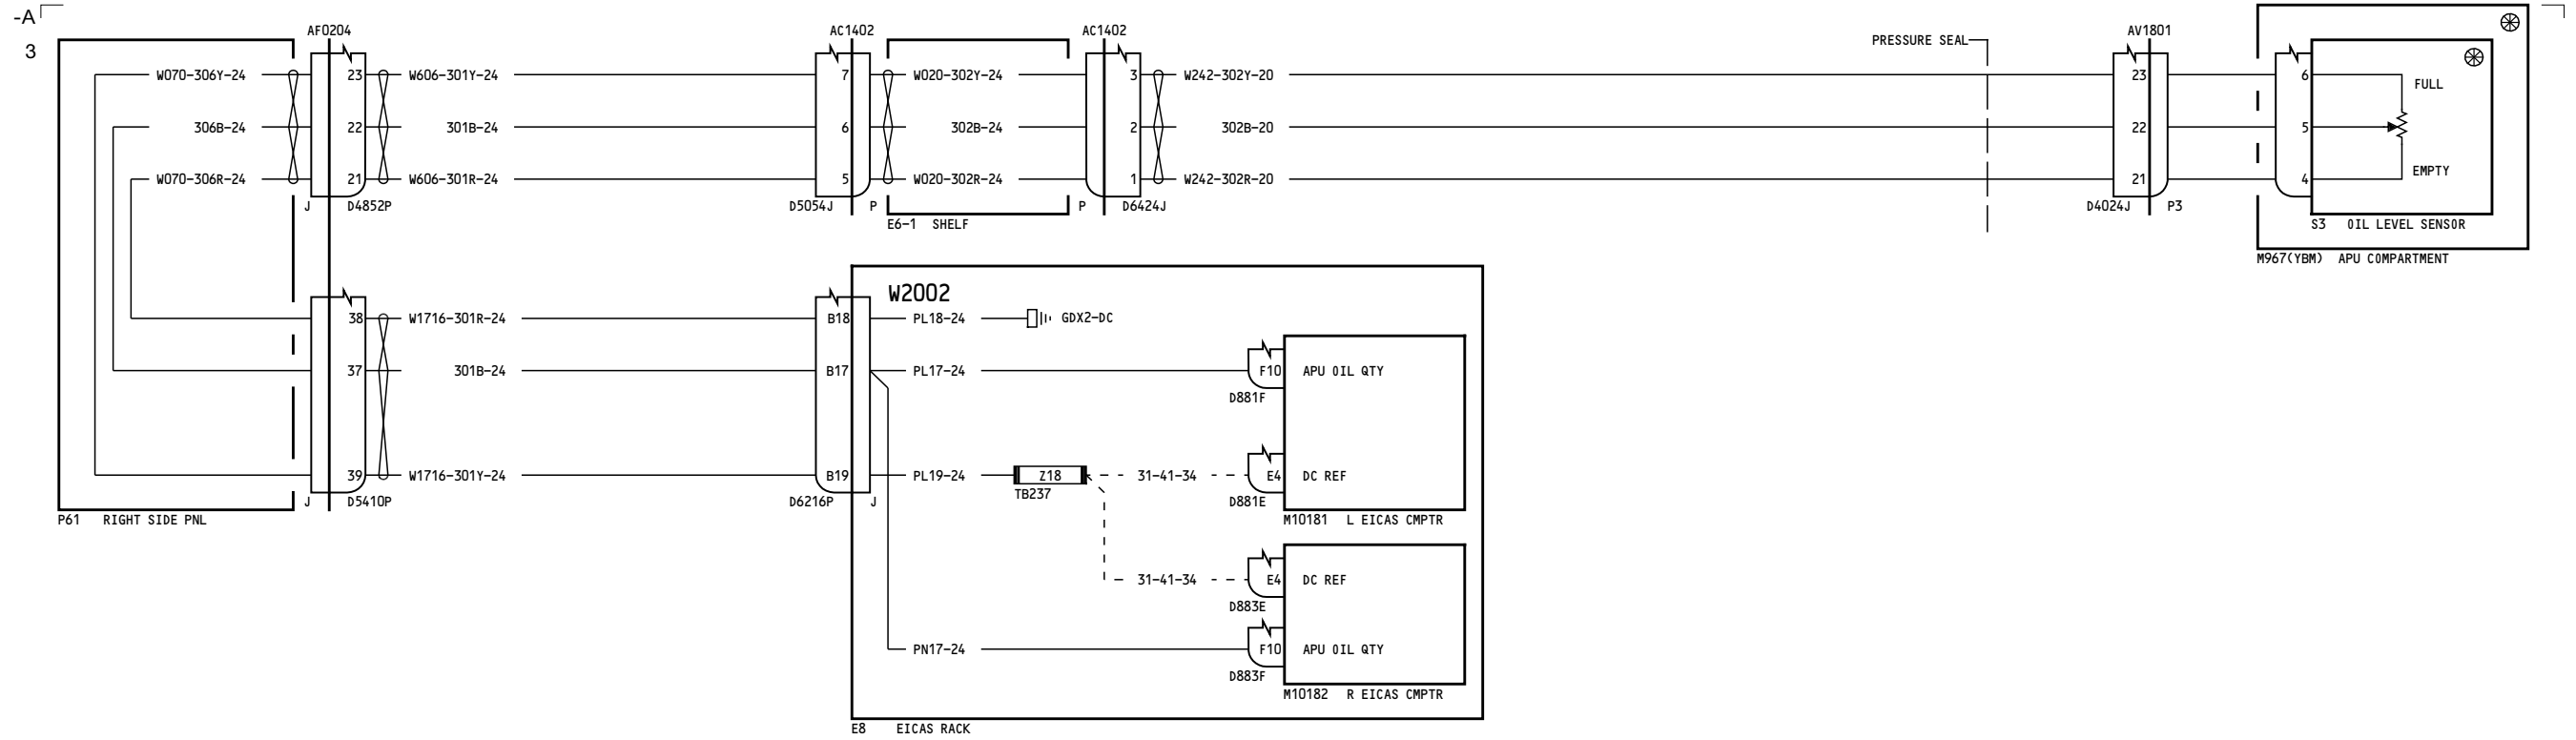 -A
3
AF0204
AC1402
AC1402
PRESSURE SEAL
AV1801
W070-306Y-24
23
W606-301Y-24
7
W020-302Y-24
3
W242-302Y-20
23
6
FULL
306B-24
22
301B-24
6
302B-24
2
302B-20
22
5
W070-306R-24
21
W606-301R-24
5
W020-302R-24
1
W242-302R-20
21
4
EMPTY
J
D4852P
D5054J
P
P
D6424J
D4024J
P3
E6-1 SHELF
S3 OIL LEVEL SENSOR
M967(YBM) APU COMPARTMENT
W2002
38
W1716-301R-24
B18
PL18-24
GDX2-DC
37
301B-24
B17
PL17-24
F10
APU OIL QTY
D881F
39
W1716-301Y-24
B19
PL19-24
Z18
31-41-34
E4
DC REF
TB237
J
D5410P
D6216P
J
D881E
P61 RIGHT SIDE PNL
M10181 L EICAS CMPTR
31-41-34
E4
DC REF
D883E
PN17-24
F10
APU OIL QTY
D883F
M10182 R EICAS CMPTR
E8 EICAS RACK